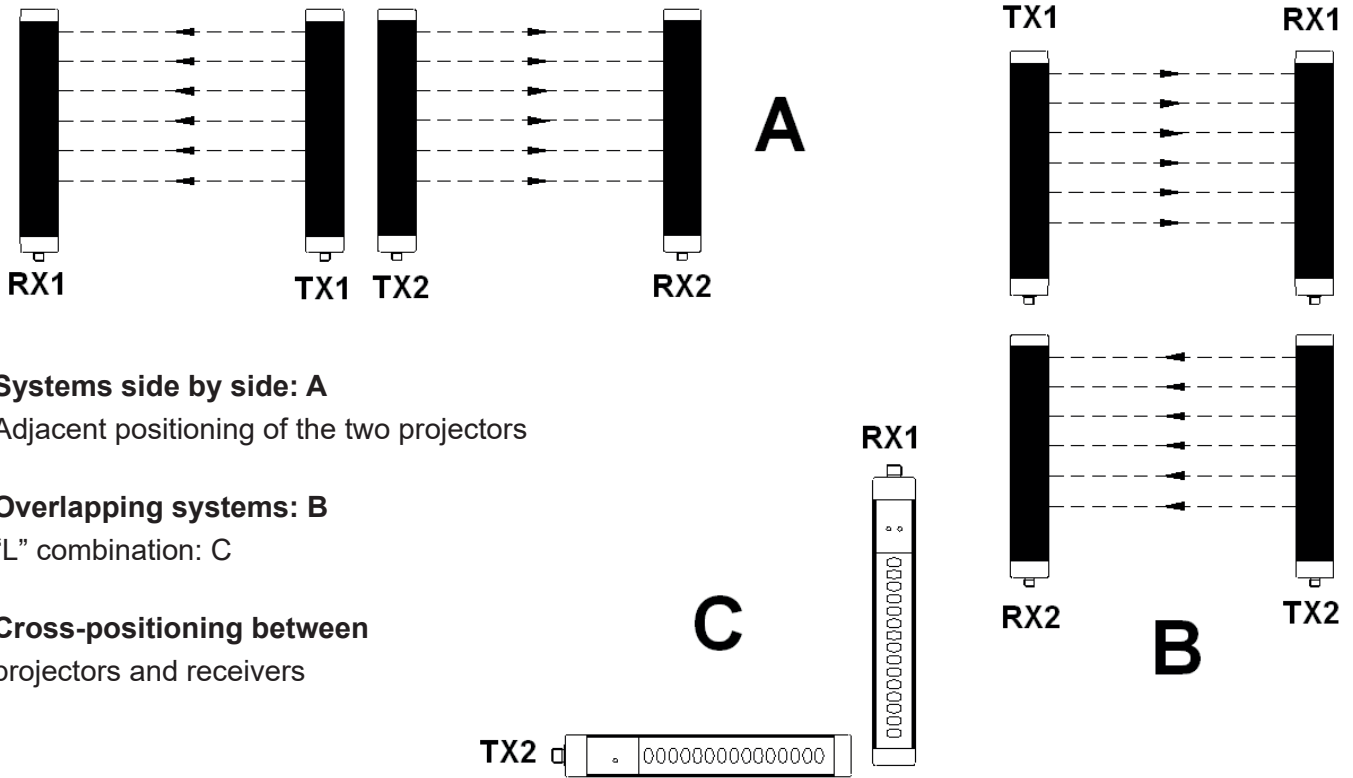 TX1 RX1
A
RX1 TX1 TX2 RX2
Systems side by side: A
Adjacent positioning of the two projectors
Overlapping systems: B
“L” combination: C
Cross-positioning between
projectors and receivers
RX1
C
TX2
RX2 TX2
B